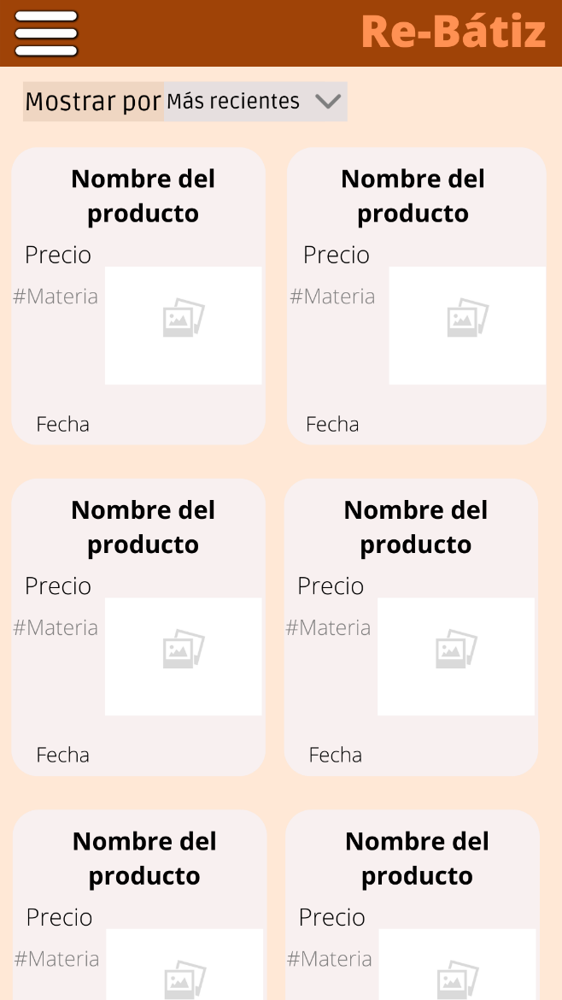 Re-Bátiz
Mostrar por Más recientes
Nombre del
producto
Precio
#Materia
Fecha
Nombre del
producto
Precio
#Materia
Fecha
Nombre del
producto
Precio
#Materia
Fecha
Nombre del
producto
Precio
#Materia
Fecha
Nombre del
producto
Precio
#Materia
Nombre del
producto
Precio
#Materia